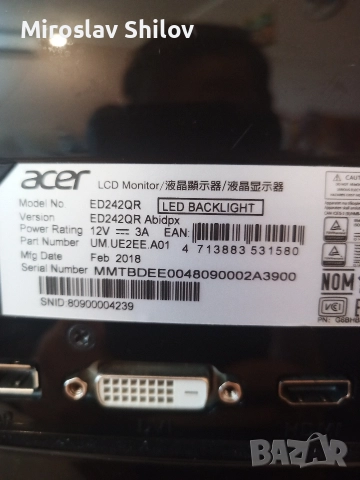 Miroslav Shilov
acer LCD Monitor/液晶顯示器/液晶显示器
Model No. ED242QR LED BACKLIGHT
Version ED242QR Abidpx
Power Rating 12V ⎓ 3A EAN:
Part Number UM.UE2EE.A01 4 713883 531580
Mfg Date Feb 2018
Serial Number MMTBDEE0048090002A3900
SNID:80900004239
NOM
BAZAR